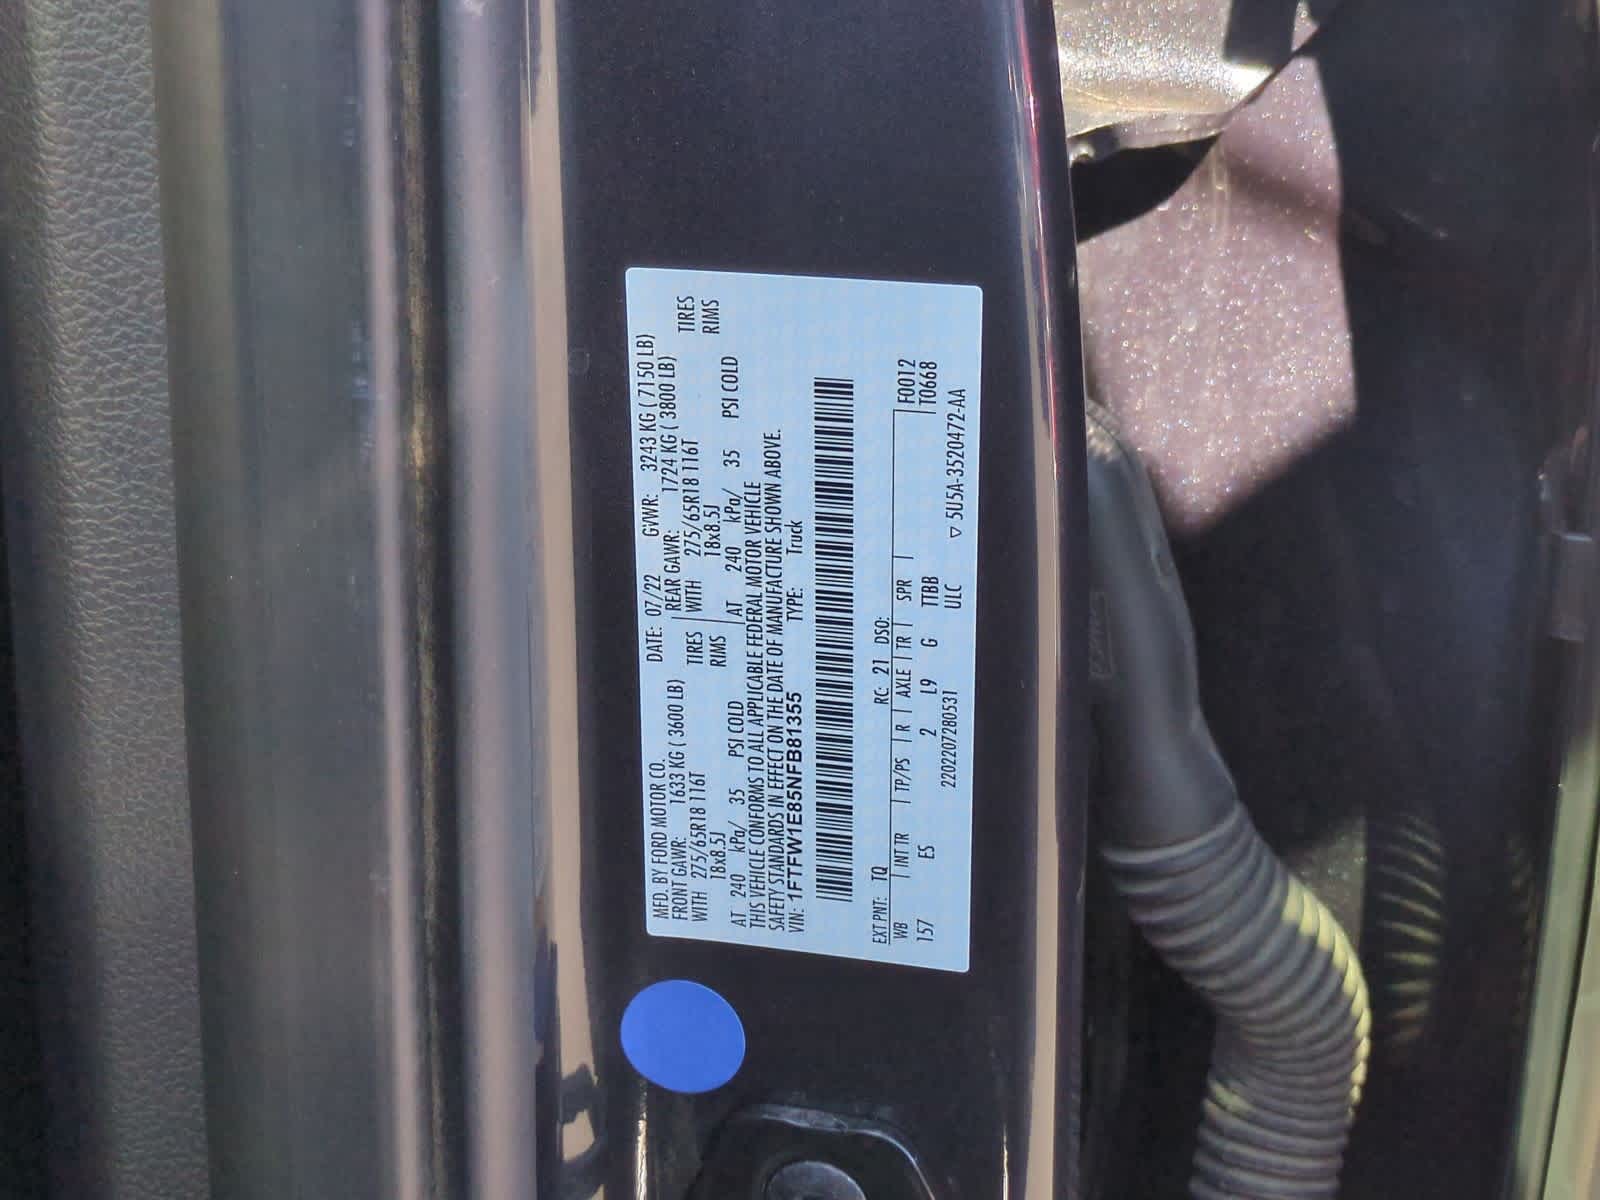 MFD. BY FORD MOTOR CO.
DATE: 07/22 GVWR: 3243 KG ( 7150 LB)
FRONT GAWR: 1633 KG ( 3600 LB)
REAR GAWR: 1724 KG ( 3800 LB)
WITH 275/65R18 116T TIRES
WITH 275/65R18 116T TIRES
18x8.5J RIMS
18x8.5J RIMS
AT 240 kPa/ 35 PSI COLD
AT 240 kPa/ 35 PSI COLD
THIS VEHICLE CONFORMS TO ALL APPLICABLE FEDERAL MOTOR VEHICLE
SAFETY STANDARDS IN EFFECT ON THE DATE OF MANUFACTURE SHOWN ABOVE.
VIN: 1FTFW1E85NFB81355 TYPE: Truck
EXT PNT: TQ RC: 21 DSO:
WB INT TR TP/PS R AXLE TR SPR F0012
157 ES 2 L9 G TTBB T0668
2202207280531 ULC ▽ 5U5A-3520472-AA